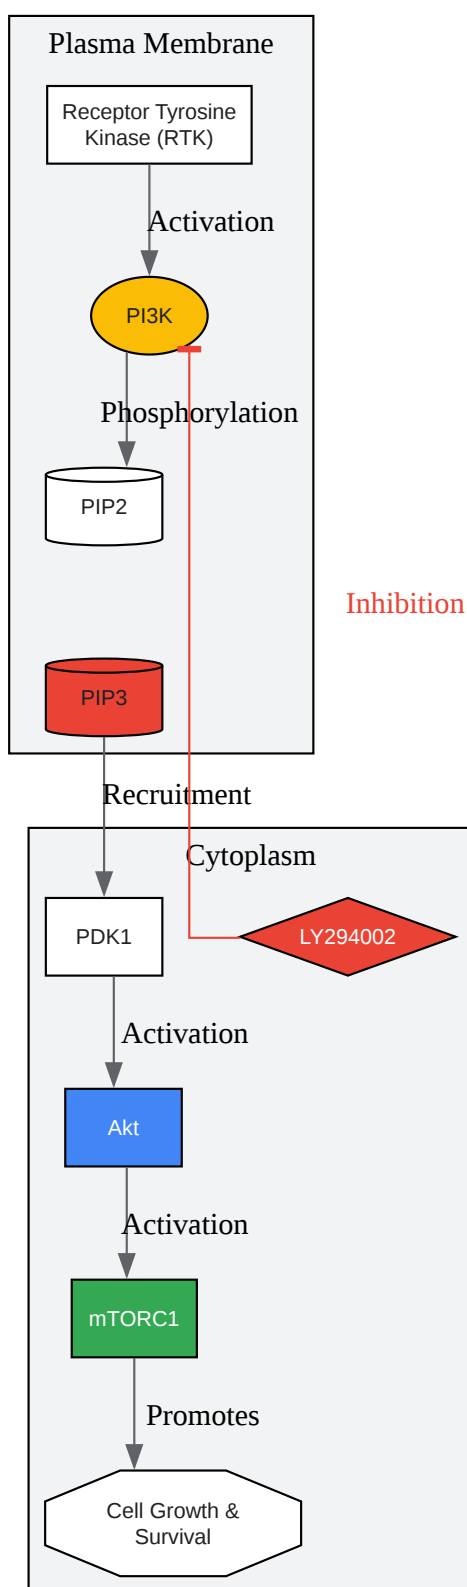 Plasma Membrane
Receptor Tyrosine
Kinase (RTK)
Activation
PI3K
Phosphorylation
PIP2
Inhibition
PIP3
Recruitment
Cytoplasm
PDK1
LY294002
Activation
Akt
Activation
mTORC1
Promotes
Cell Growth &
Survival